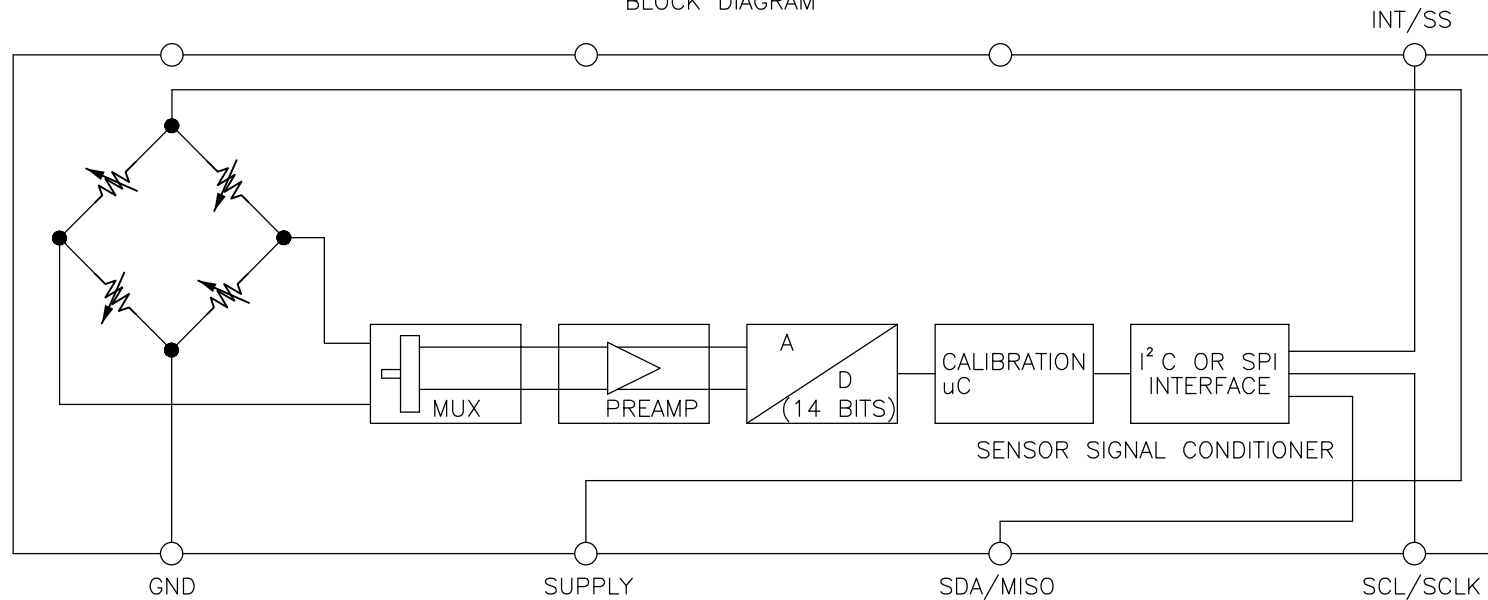 BLOCK DIAGRAM
INT/SS
A
D
(14 BITS)
MUX
PREAMP
CALIBRATION
uC
I²C OR SPI
INTERFACE
SENSOR SIGNAL CONDITIONER
GND
SUPPLY
SDA/MISO
SCL/SCLK